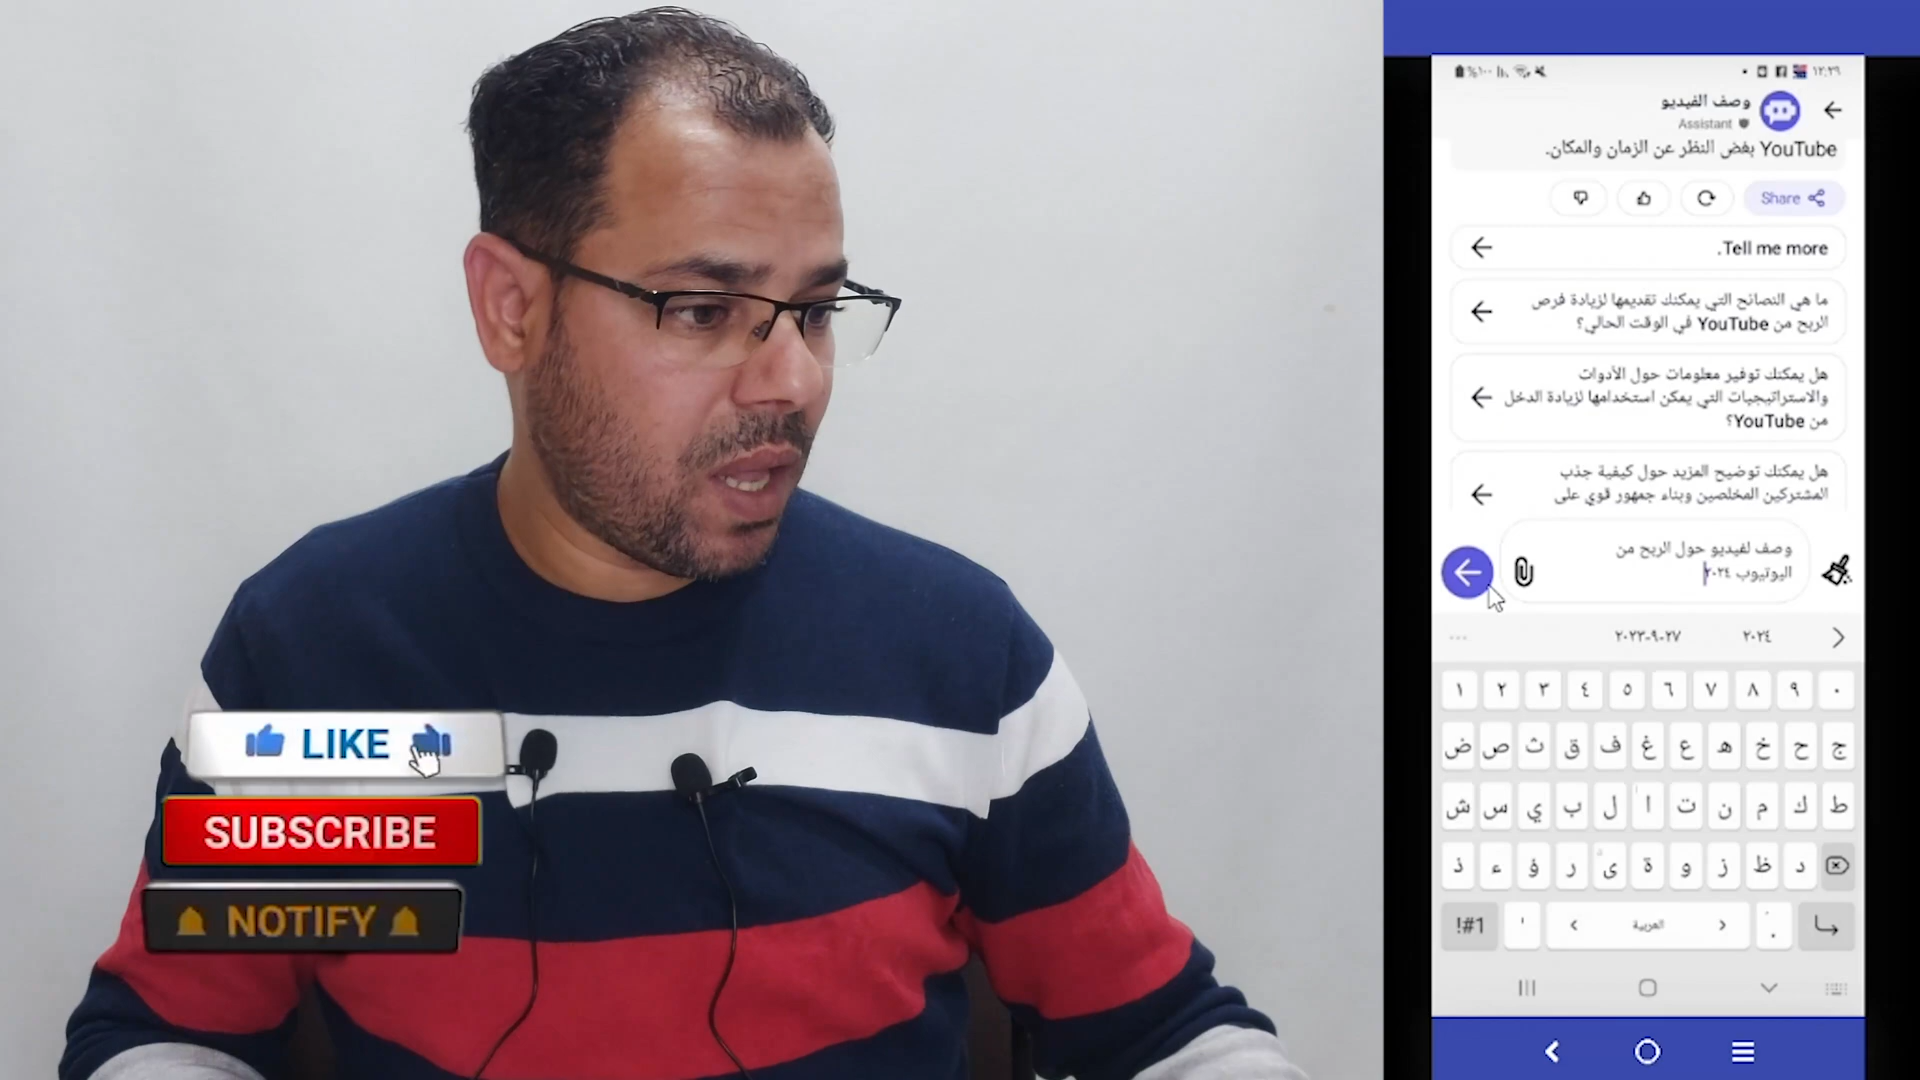 LIKE
SUBSCRIBE
NOTIFY
١٢:٢٩
%١٠٠
وصف الفيديو
Assistant
YouTube بغض النظر عن الزمان والمكان.
Share
Tell me more.
ما هي النصائح التي يمكنك تقديمها لزيادة فرص
الربح من YouTube في الوقت الحالي؟
هل يمكنك توفير معلومات حول الأدوات
والاستراتيجيات التي يمكن استخدامها لزيادة الدخل
من YouTube؟
هل يمكنك توضيح المزيد حول كيفية جذب
المشتركين المخلصين وبناء جمهور قوي على
وصف لفيديو حول الربح من
اليوتيوب ٢٠٢٤
٢٠٢٤
٢٠٢٣-٩-٢٧
١ ٢ ٣ ٤ ٥ ٦ ٧ ٨ ٩ ٠
ض ص ث ق ف غ ع ه خ ح ج
ش س ي ب ل ا ت ن م ك ط
ذ ء ؤ ر ى ة و ز ظ د
!#1
العربية